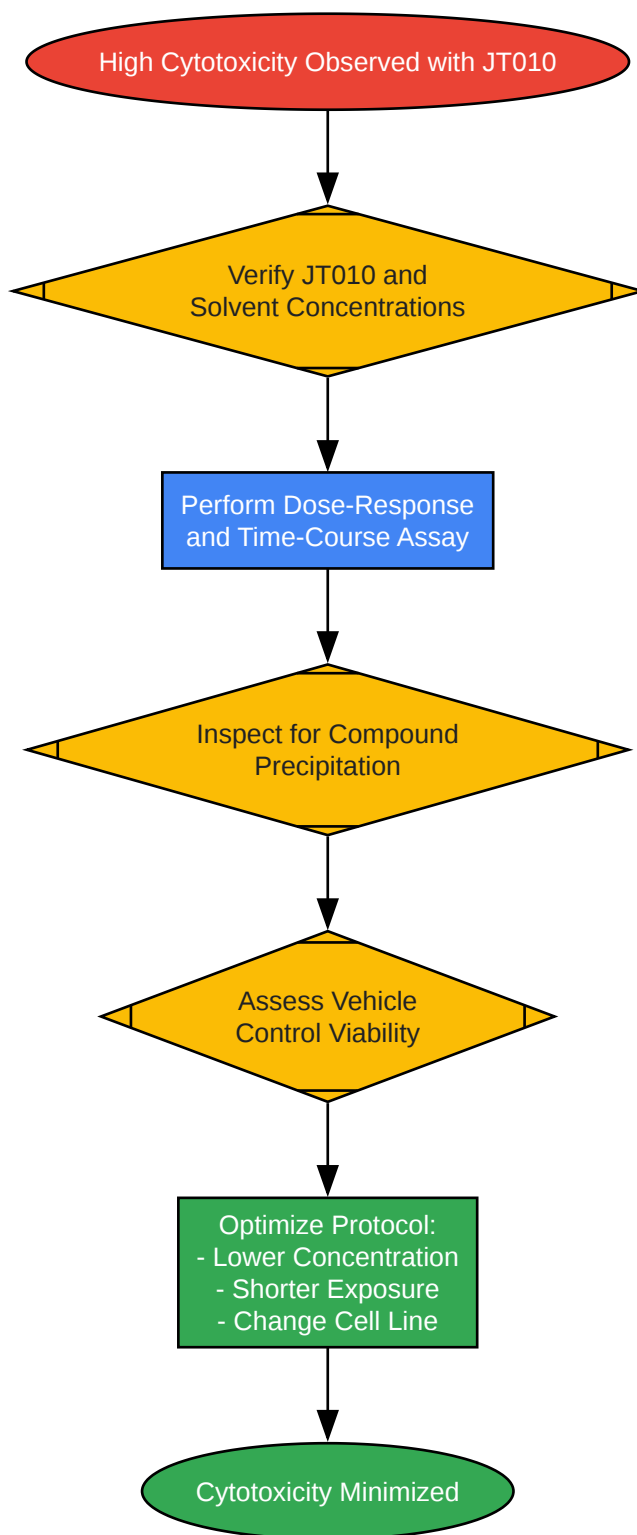 High Cytotoxicity Observed with JT010
Verify JT010 and
Solvent Concentrations
Perform Dose-Response
and Time-Course Assay
Inspect for Compound
Precipitation
Assess Vehicle
Control Viability
Optimize Protocol:
- Lower Concentration
- Shorter Exposure
- Change Cell Line
Cytotoxicity Minimized